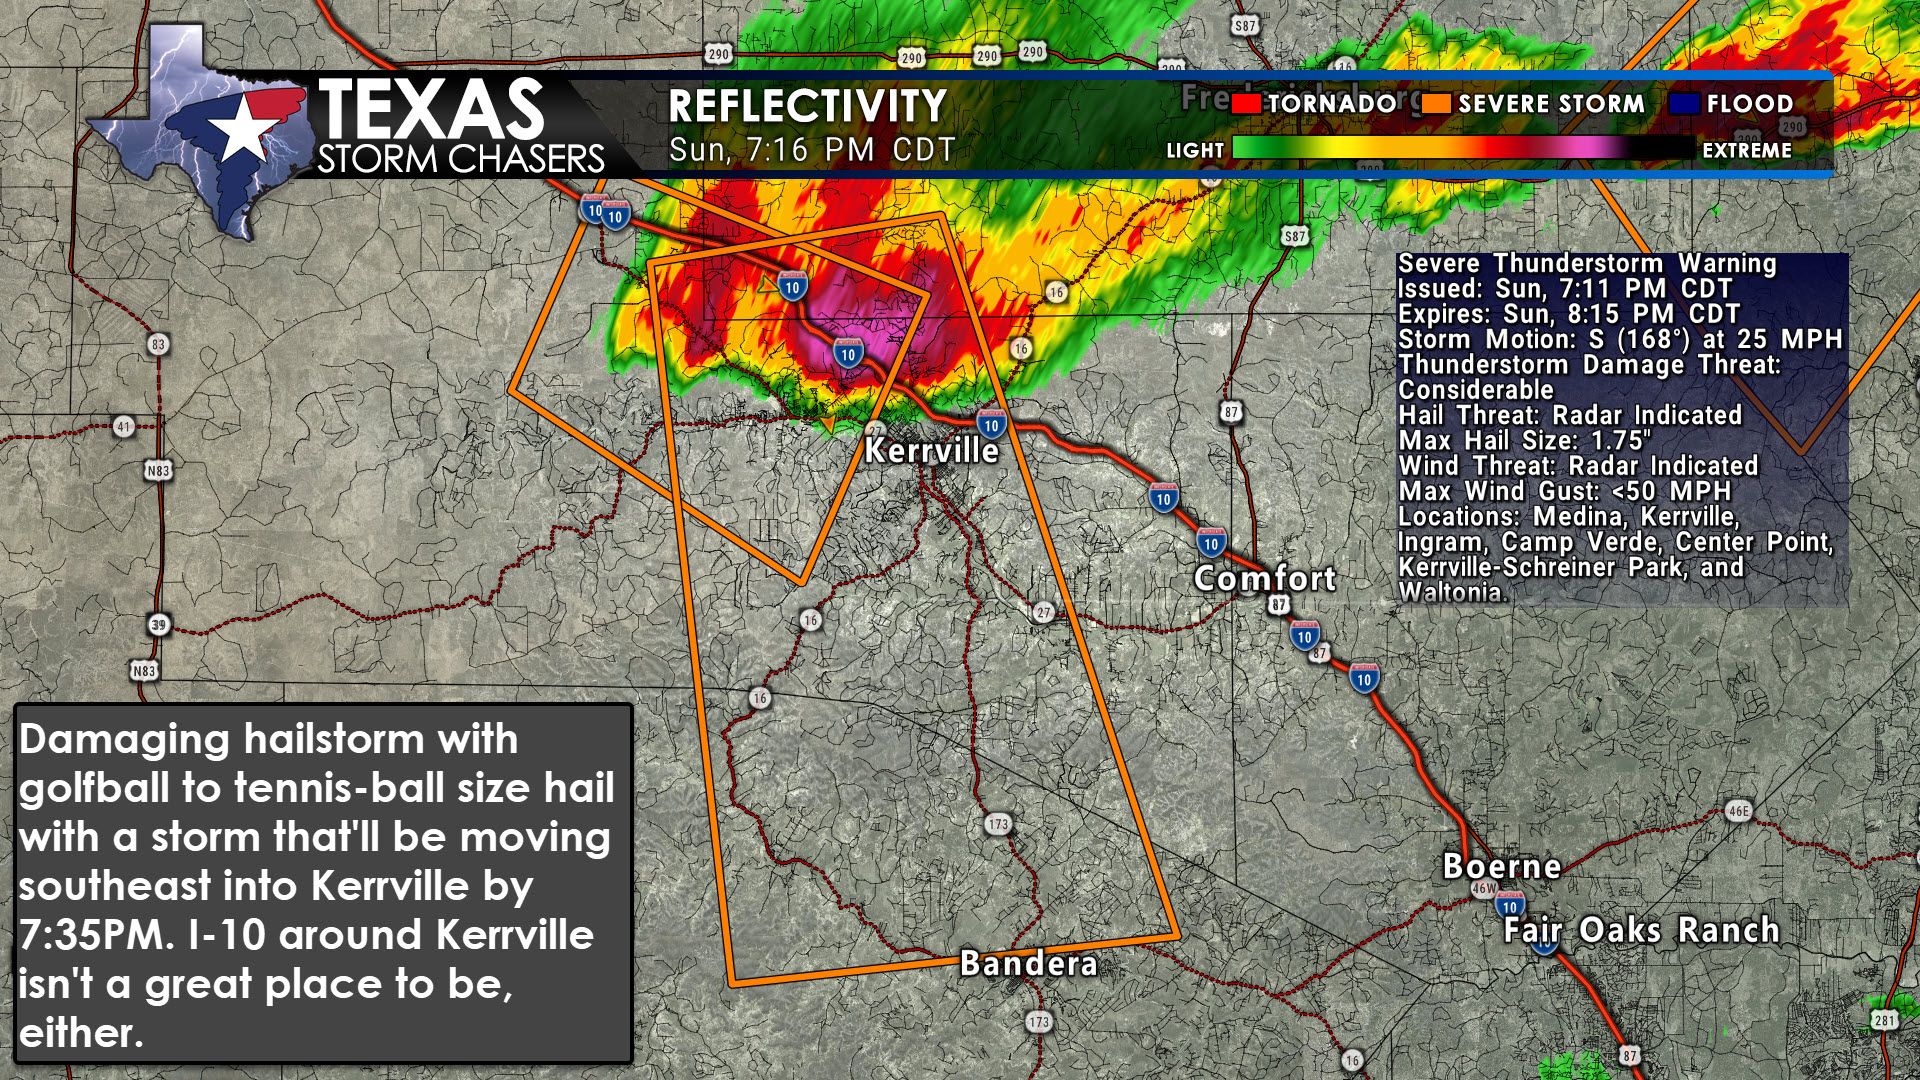 TEXAS
STORM CHASERS
REFLECTIVITY
Sun, 7:16 PM CDT
TORNADO
SEVERE STORM
FLOOD
LIGHT
EXTREME
Fredericksburg
290
290
290
290
290
S87
16
290
290
10
10
S87
10
16
16
10
83
41
N83
87
10
Kerrville
10
10
Comfort
87
39
16
27
10
87
N83
10
16
173
46E
Boerne
46W
10
Fair Oaks Ranch
Bandera
173
281
16
87
Severe Thunderstorm Warning
Issued: Sun, 7:11 PM CDT
Expires: Sun, 8:15 PM CDT
Storm Motion: S (168°) at 25 MPH
Thunderstorm Damage Threat:
Considerable
Hail Threat: Radar Indicated
Max Hail Size: 1.75"
Wind Threat: Radar Indicated
Max Wind Gust: <50 MPH
Locations: Medina, Kerrville,
Ingram, Camp Verde, Center Point,
Kerrville-Schreiner Park, and
Waltonia.
Damaging hailstorm with
golfball to tennis-ball size hail
with a storm that'll be moving
southeast into Kerrville by
7:35PM. I-10 around Kerrville
isn't a great place to be,
either.